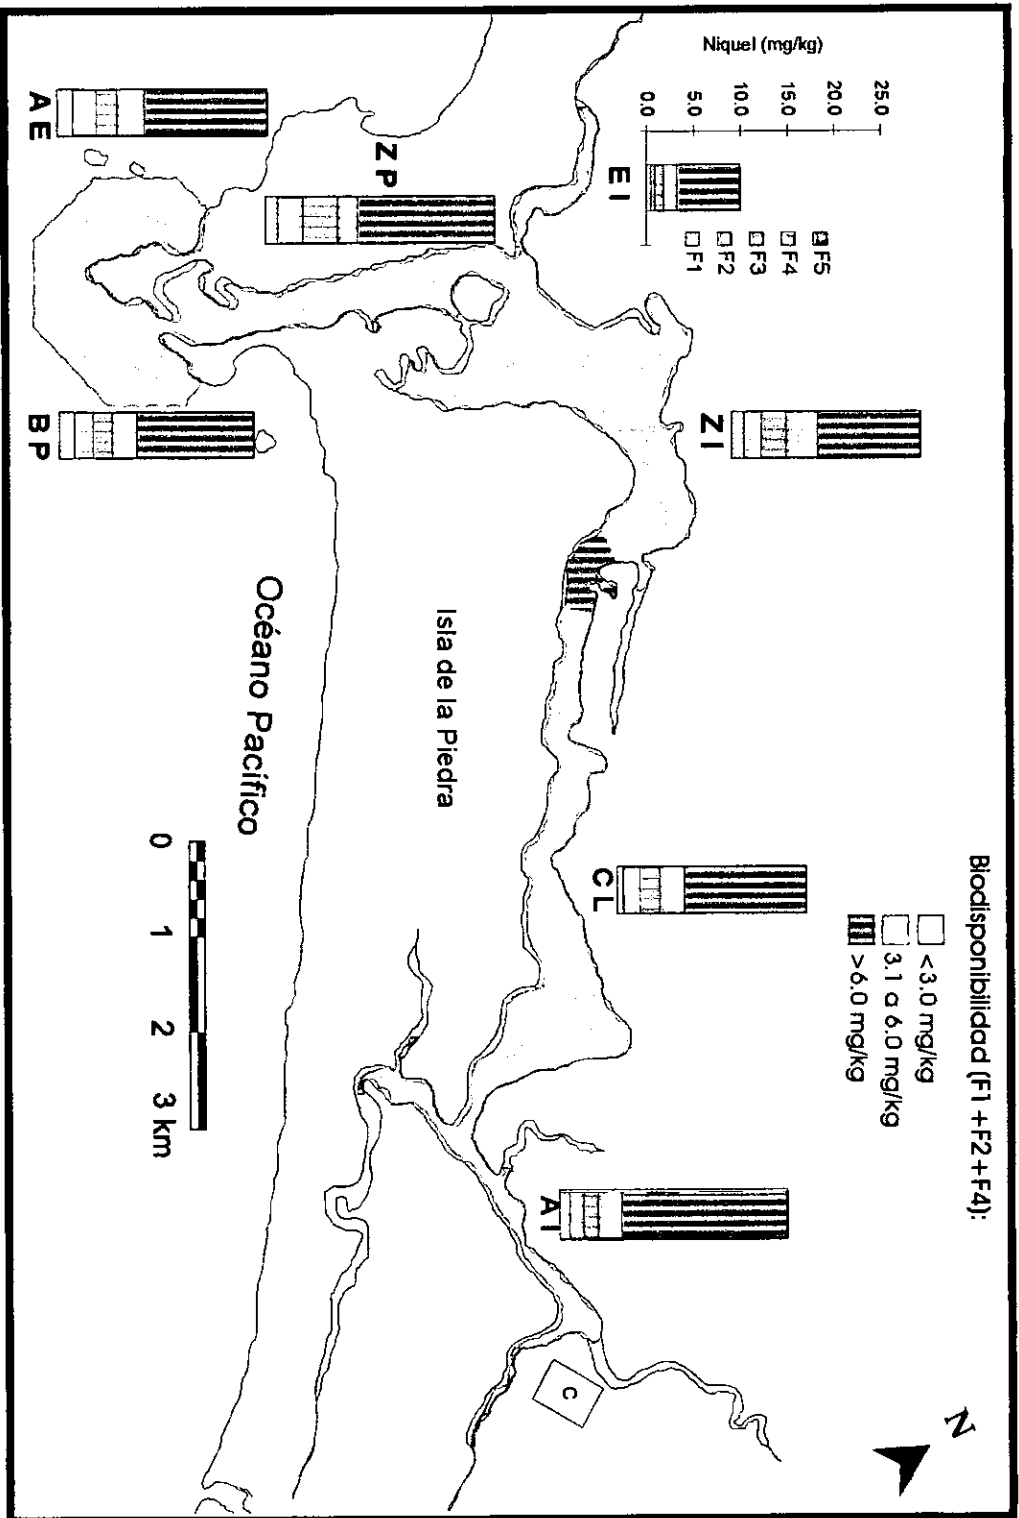 Niquel (mg/kg)
25.0
20.0
15.0
10.0
5.0
0.0
F5
F4
F3
F2
F1
E I
Z I
C L
A I
A E
Z P
B P
Biodisponibilidad (F1+F2+F4):
<3.0 mg/kg
3.1 a 6.0 mg/kg
>6.0 mg/kg
N
C
Isla de la Piedra
Océano Pacífico
0 1 2 3 km